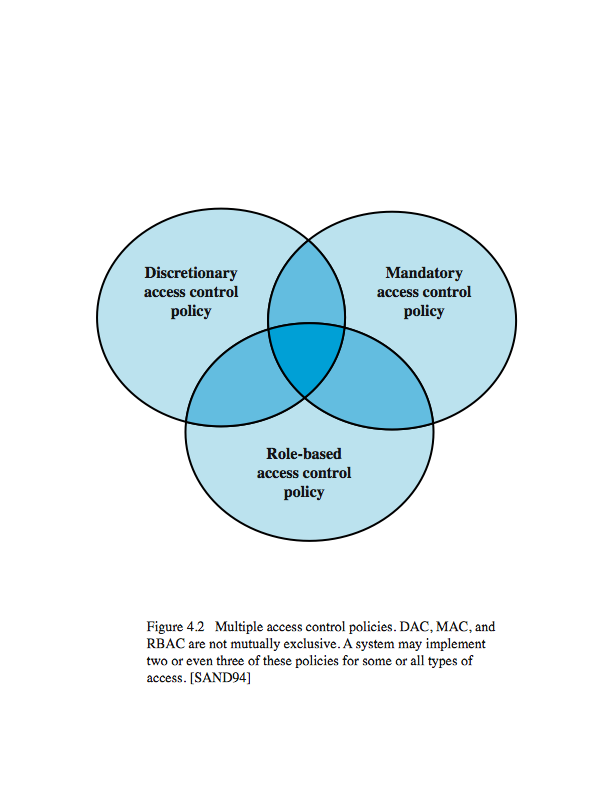 Discretionary
access control
policy
Mandatory
access control
policy
Role-based
access control
policy
Figure 4.2 Multiple access control policies. DAC, MAC, and
RBAC are not mutually exclusive. A system may implement
two or even three of these policies for some or all types of
access. [SAND94]